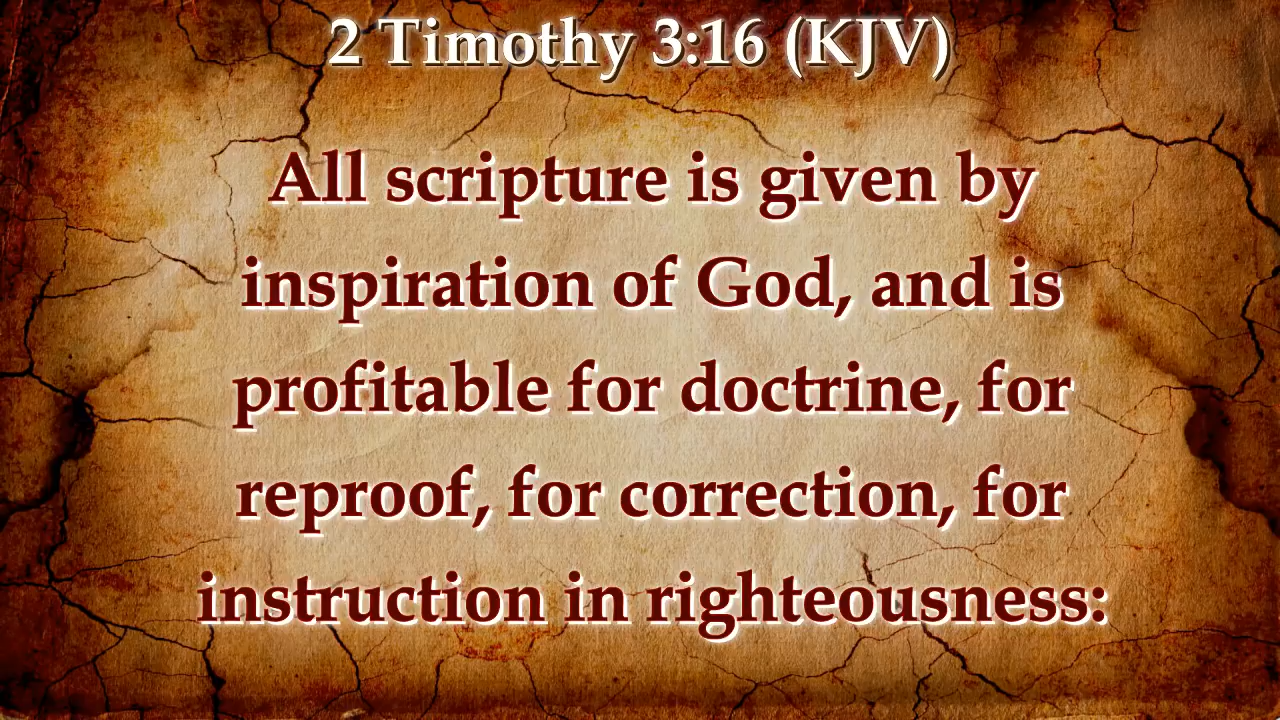 2 Timothy 3:16 (KJV)
All scripture is given by
inspiration of God, and is
profitable for doctrine, for
reproof, for correction, for
instruction in righteousness: